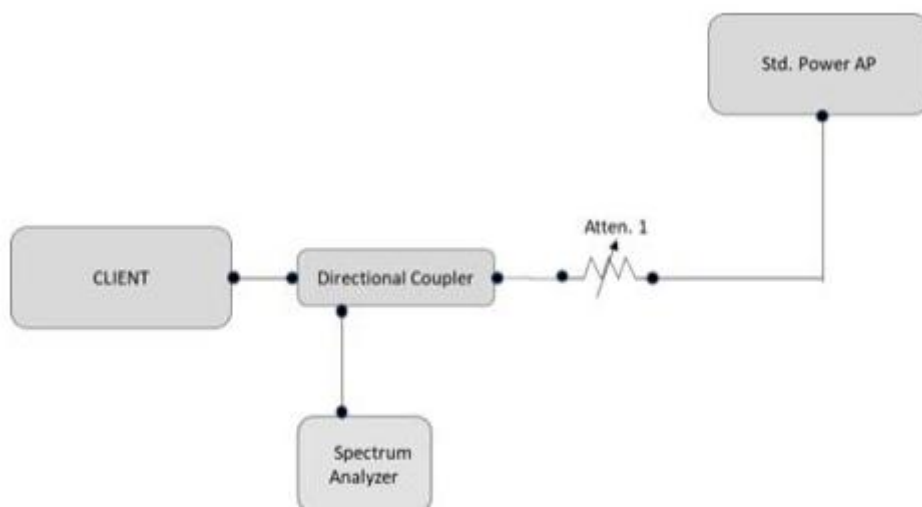 Std. Power AP
Atten. 1
CLIENT
Directional Coupler
Spectrum
Analyzer